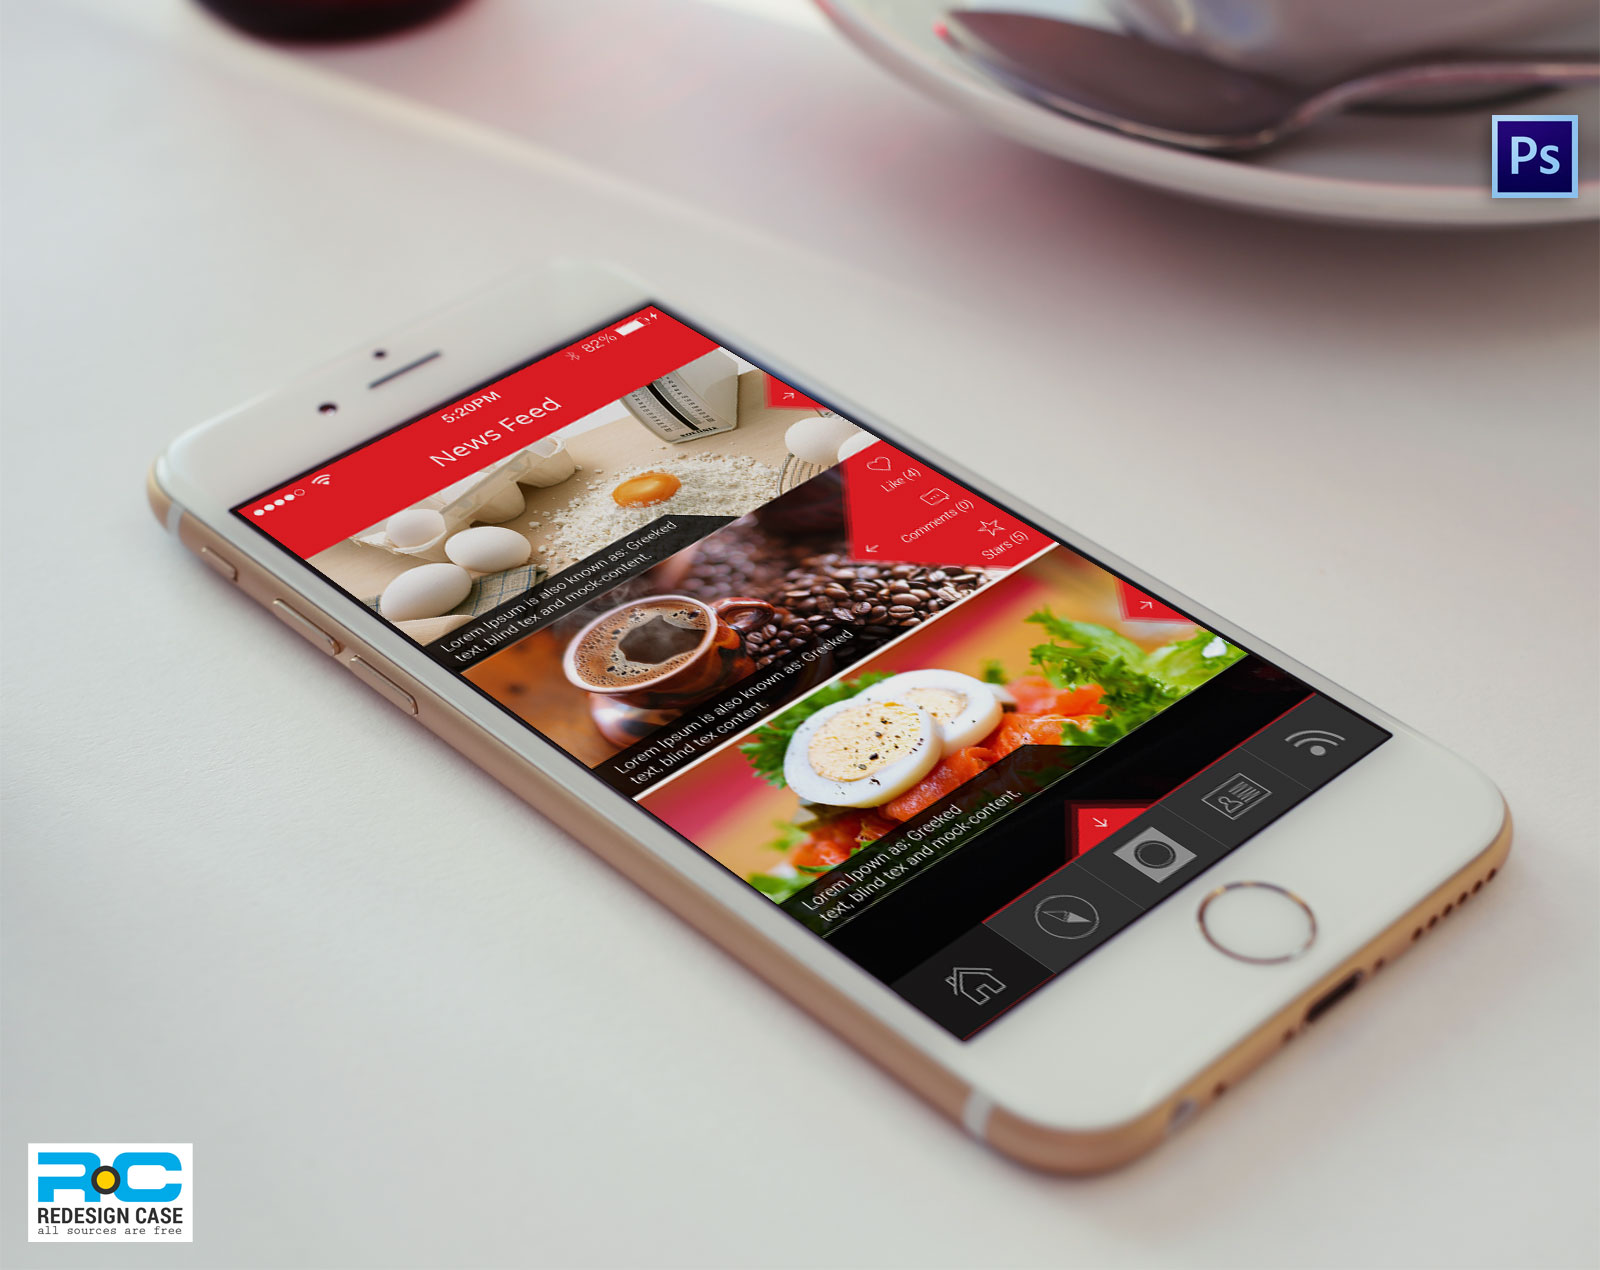 Ps
5:20PM
82%
News Feed
Like (4)
Comments (0)
Stars (5)
Lorem Ipsum is also known as: Greeked
text, blind tex and mock-content.
Lorem Ipsum is also known as: Greeked
text, blind tex content.
Lorem Ipown as: Greeked
text, blind tex and mock-content.
RC
REDESIGN CASE
all sources are free